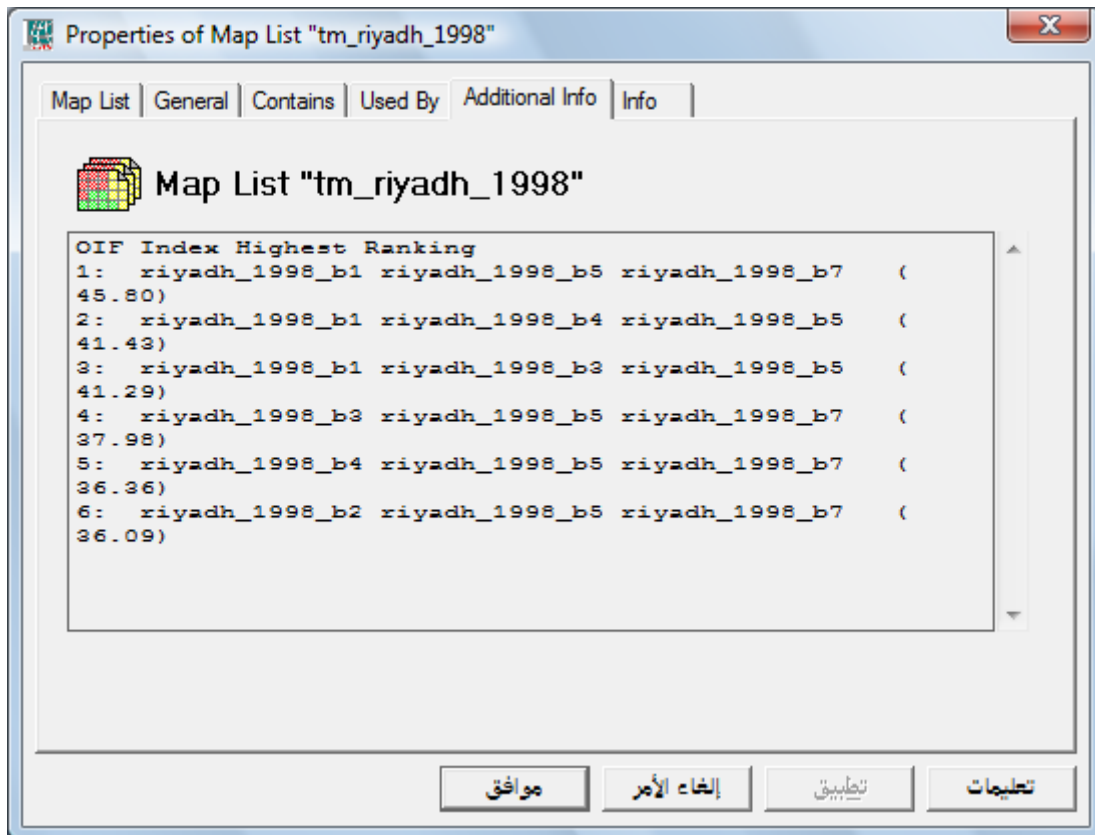 Properties of Map List "tm_riyadh_1998"
Map List General Contains Used By Additional Info Info
Map List "tm_riyadh_1998"
OIF Index Highest Ranking
1: riyadh_1998_b1 riyadh_1998_b5 riyadh_1998_b7 (
45.80)
2: riyadh_1998_b1 riyadh_1998_b4 riyadh_1998_b5 (
41.43)
3: riyadh_1998_b1 riyadh_1998_b3 riyadh_1998_b5 (
41.29)
4: riyadh_1998_b3 riyadh_1998_b5 riyadh_1998_b7 (
37.98)
5: riyadh_1998_b4 riyadh_1998_b5 riyadh_1998_b7 (
36.36)
6: riyadh_1998_b2 riyadh_1998_b5 riyadh_1998_b7 (
36.09)
موافق إلغاء الأمر تطبيق تعليمات